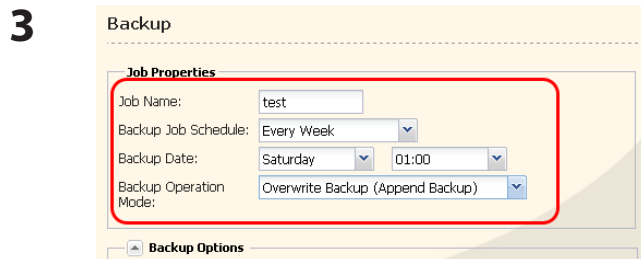 3
Backup
Job Properties
Job Name: test
Backup Job Schedule: Every Week
Backup Date: Saturday 01:00
Backup Operation Mode: Overwrite Backup (Append Backup)
Backup Options